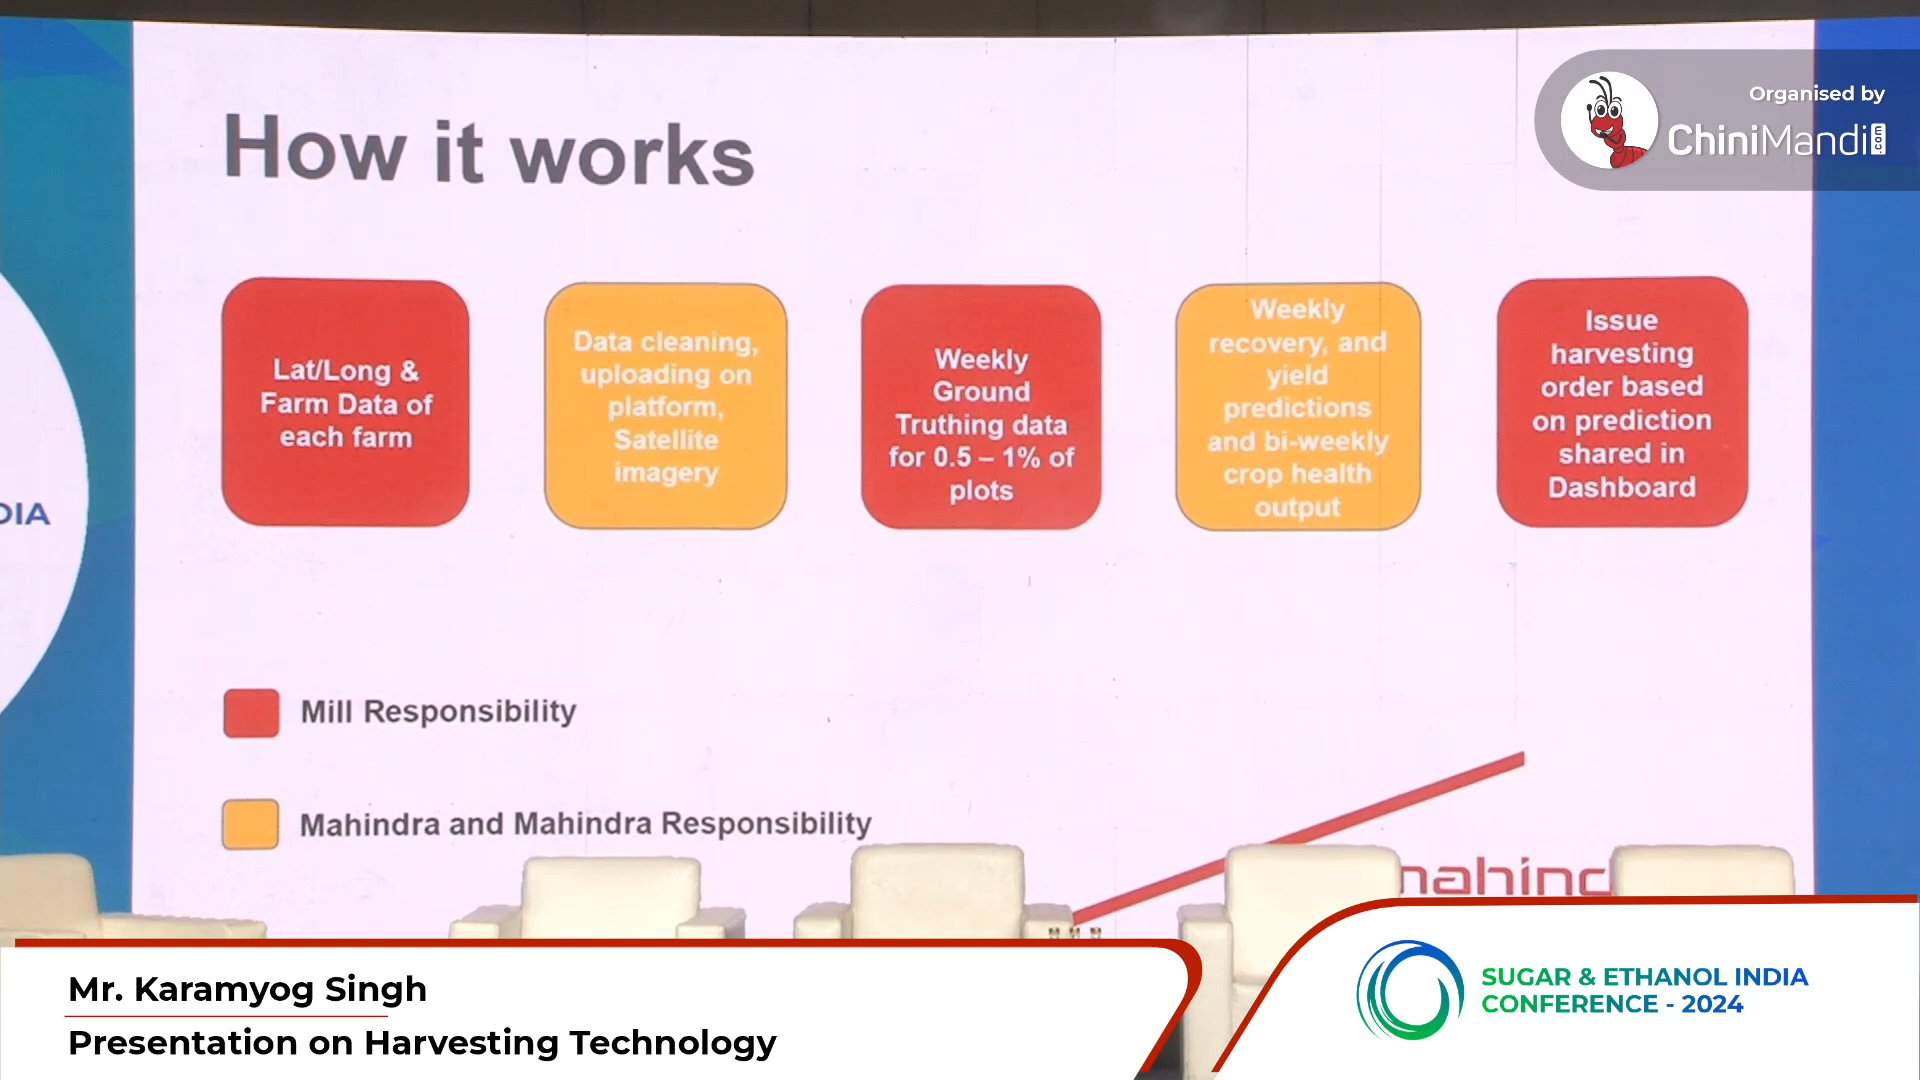 Organised by
ChiniMandi.com
How it works
Lat/Long &
Farm Data of
each farm
Data cleaning,
uploading on
platform,
Satellite
imagery
Weekly
Ground
Truthing data
for 0.5 – 1% of
plots
Weekly
recovery, and
yield
predictions
and bi-weekly
crop health
output
Issue
harvesting
order based
on prediction
shared in
Dashboard
DIA
Mill Responsibility
Mahindra and Mahindra Responsibility
mahind
Mr. Karamyog Singh
Presentation on Harvesting Technology
SUGAR & ETHANOL INDIA
CONFERENCE - 2024